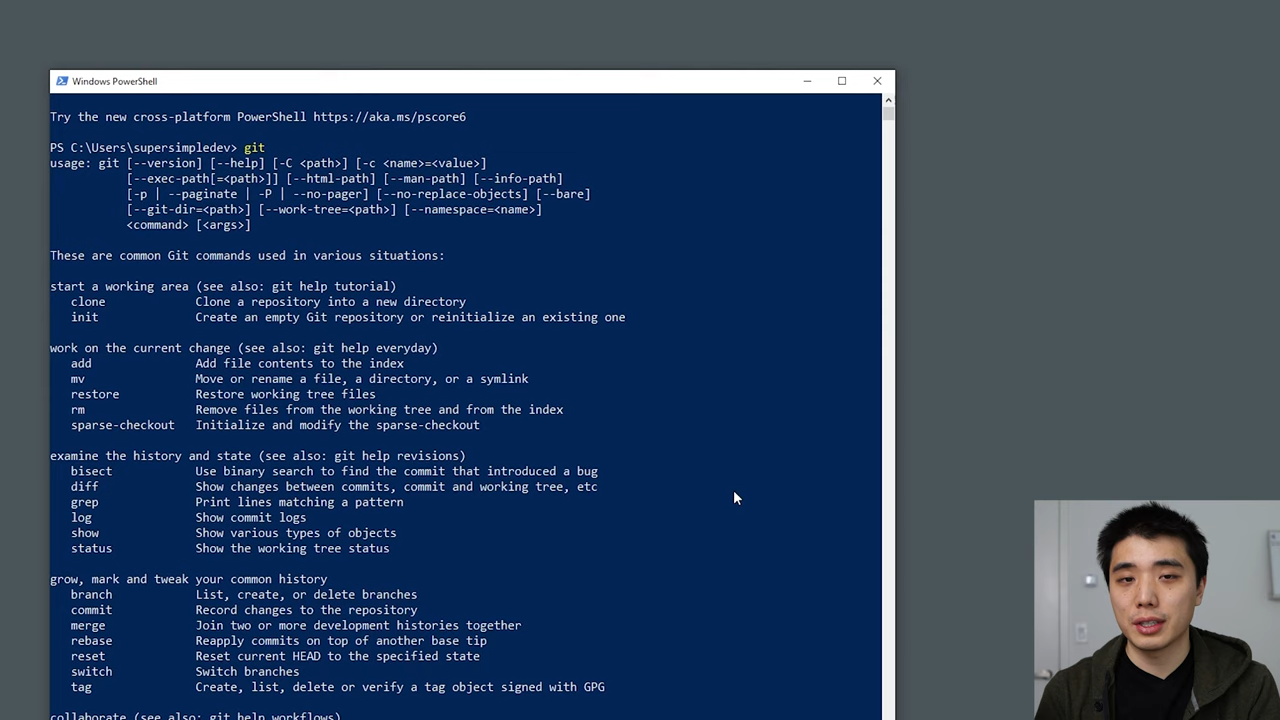 Windows PowerShell
Try the new cross-platform PowerShell https://aka.ms/pscore6
PS C:\Users\supersimpledev> git
usage: git [--version] [--help] [-C <path>] [-c <name>=<value>]
[--exec-path[=<path>]] [--html-path] [--man-path] [--info-path]
[-p | --paginate | -P | --no-pager] [--no-replace-objects] [--bare]
[--git-dir=<path>] [--work-tree=<path>] [--namespace=<name>]
<command> [<args>]
These are common Git commands used in various situations:
start a working area (see also: git help tutorial)
clone Clone a repository into a new directory
init Create an empty Git repository or reinitialize an existing one
work on the current change (see also: git help everyday)
add Add file contents to the index
mv Move or rename a file, a directory, or a symlink
restore Restore working tree files
rm Remove files from the working tree and from the index
sparse-checkout Initialize and modify the sparse-checkout
examine the history and state (see also: git help revisions)
bisect Use binary search to find the commit that introduced a bug
diff Show changes between commits, commit and working tree, etc
grep Print lines matching a pattern
log Show commit logs
show Show various types of objects
status Show the working tree status
grow, mark and tweak your common history
branch List, create, or delete branches
commit Record changes to the repository
merge Join two or more development histories together
rebase Reapply commits on top of another base tip
reset Reset current HEAD to the specified state
switch Switch branches
tag Create, list, delete or verify a tag object signed with GPG
collaborate (see also: git help workflows)